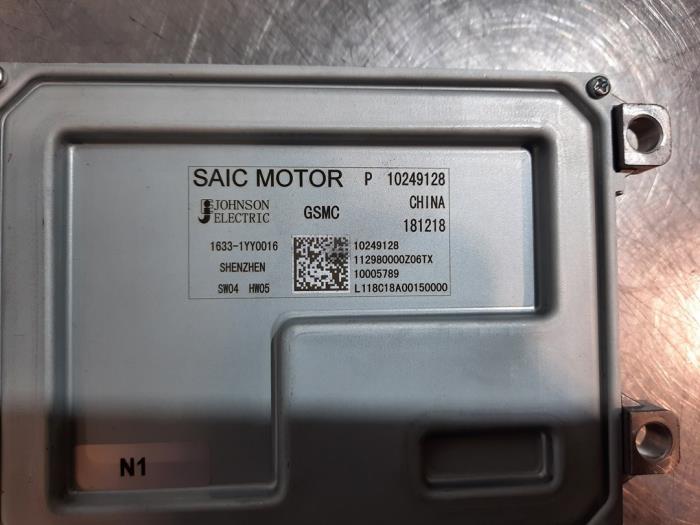 SAIC MOTOR P 10249128
JOHNSON ELECTRIC GSMC CHINA
181218
1633-1YY0016 10249128
112980000Z06TX
SHENZHEN 10005789
SW04 HW05 L118C18A00150000
N1